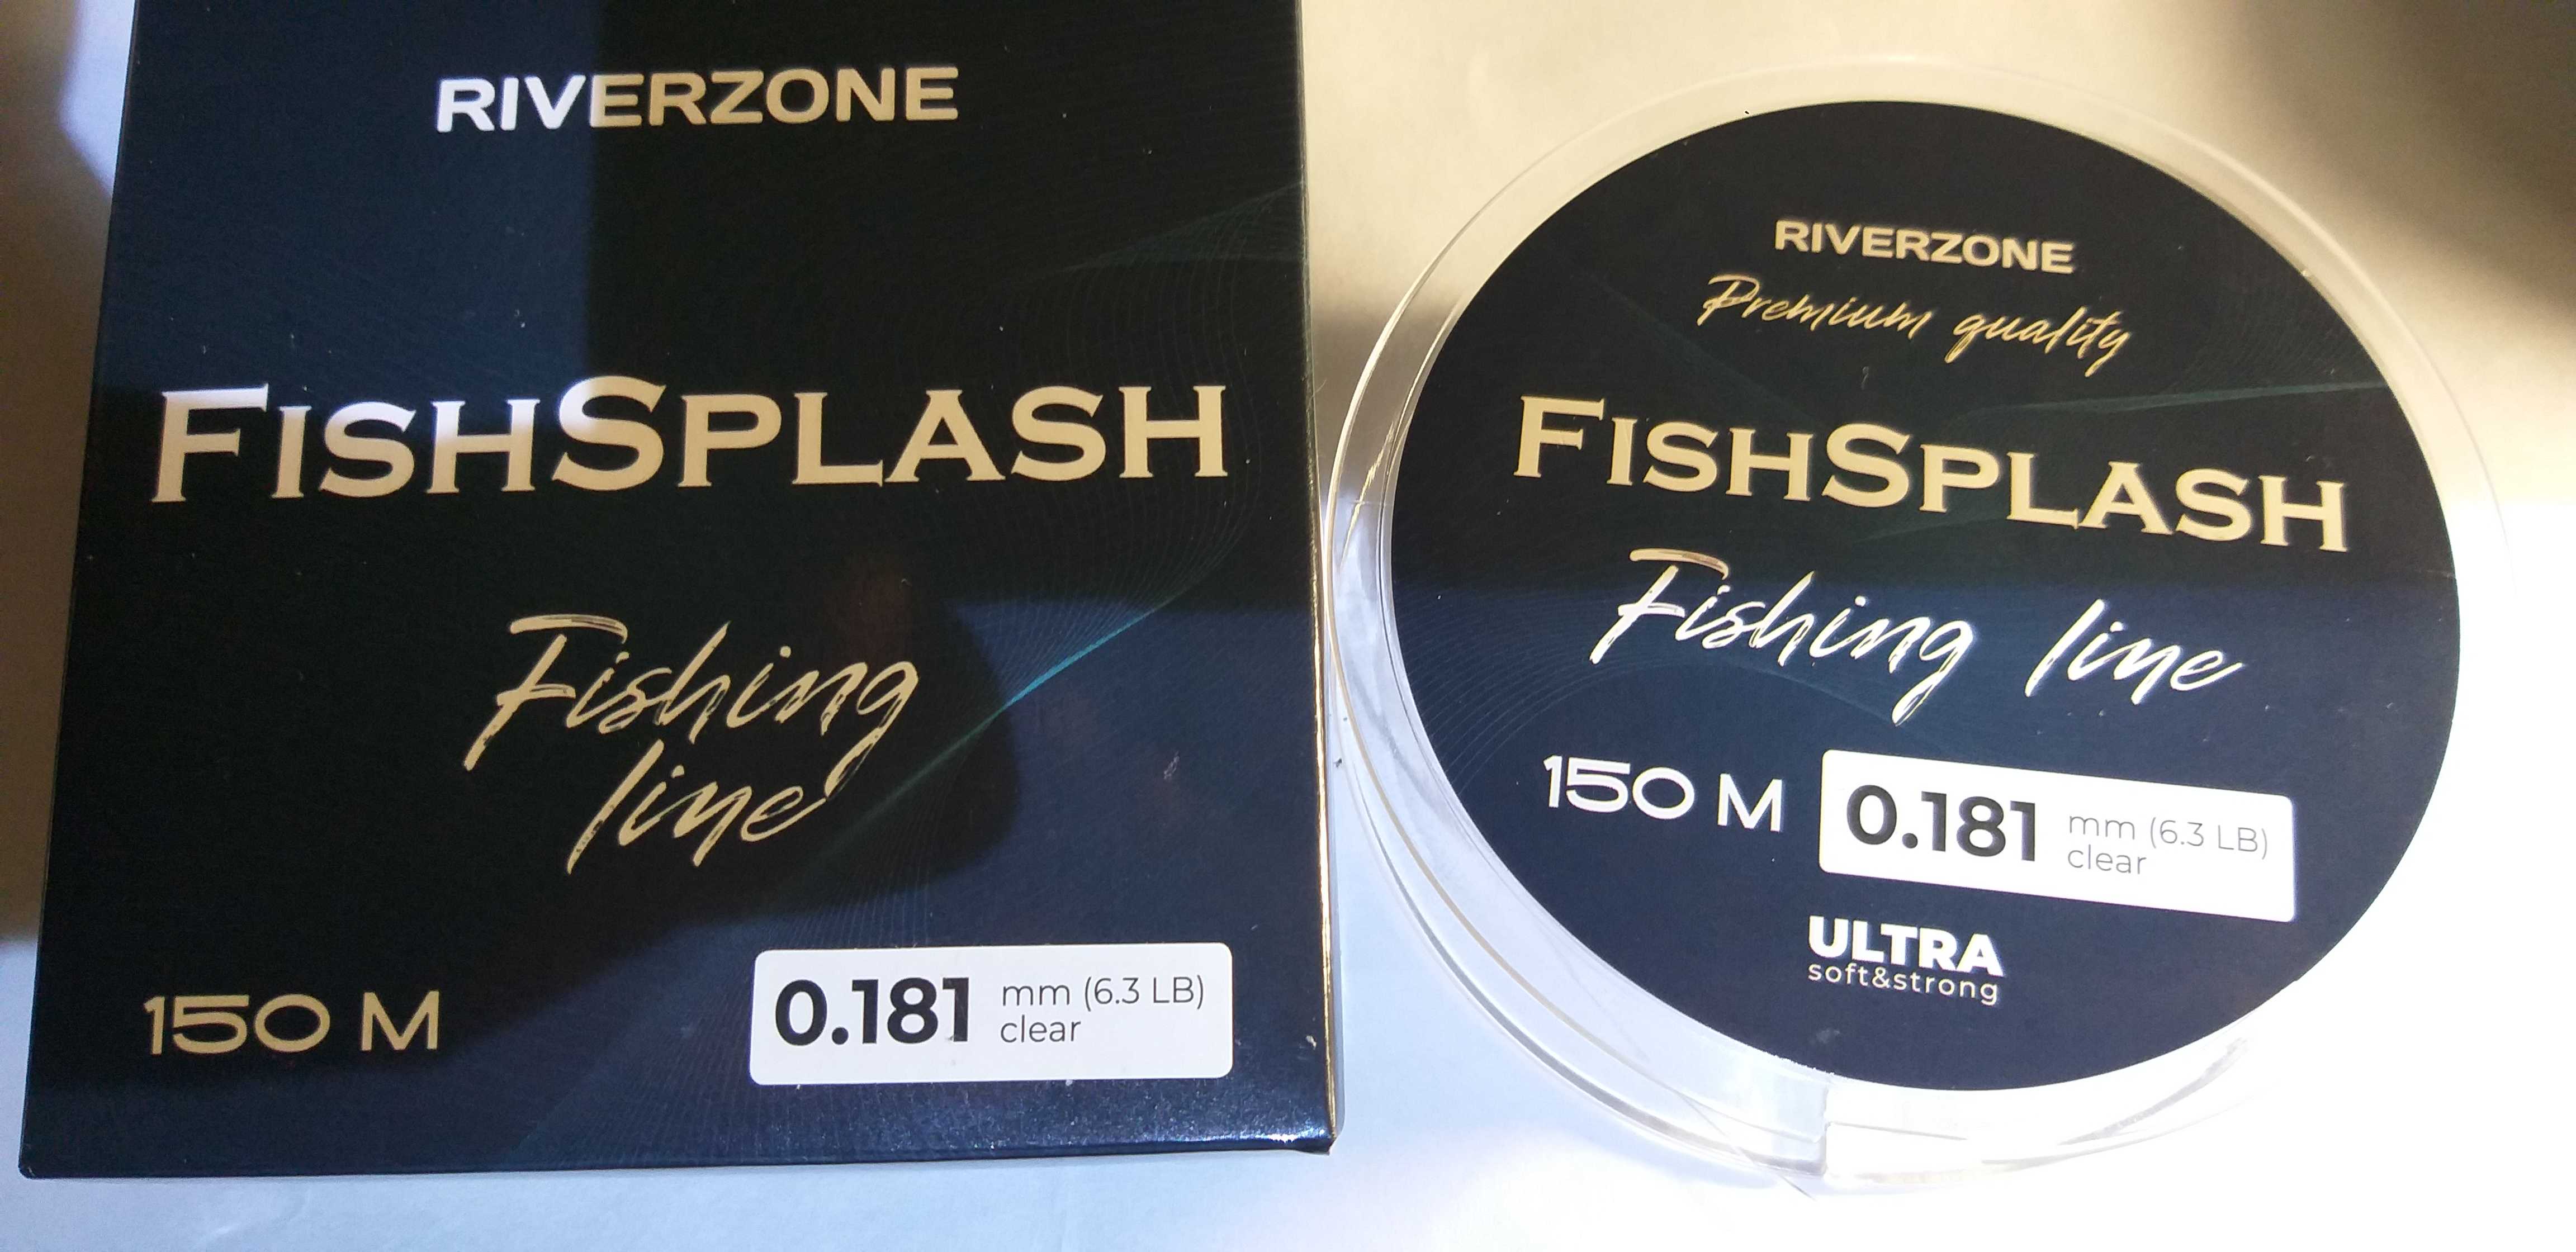 RIVERZONE
FISHSPLASH
Fishing
line
150 M
0.181 mm (6.3 LB)
clear
RIVERZONE
Premium quality
FISHSPLASH
Fishing line
150 M
0.181 mm (6.3 LB)
clear
ULTRA
soft&strong